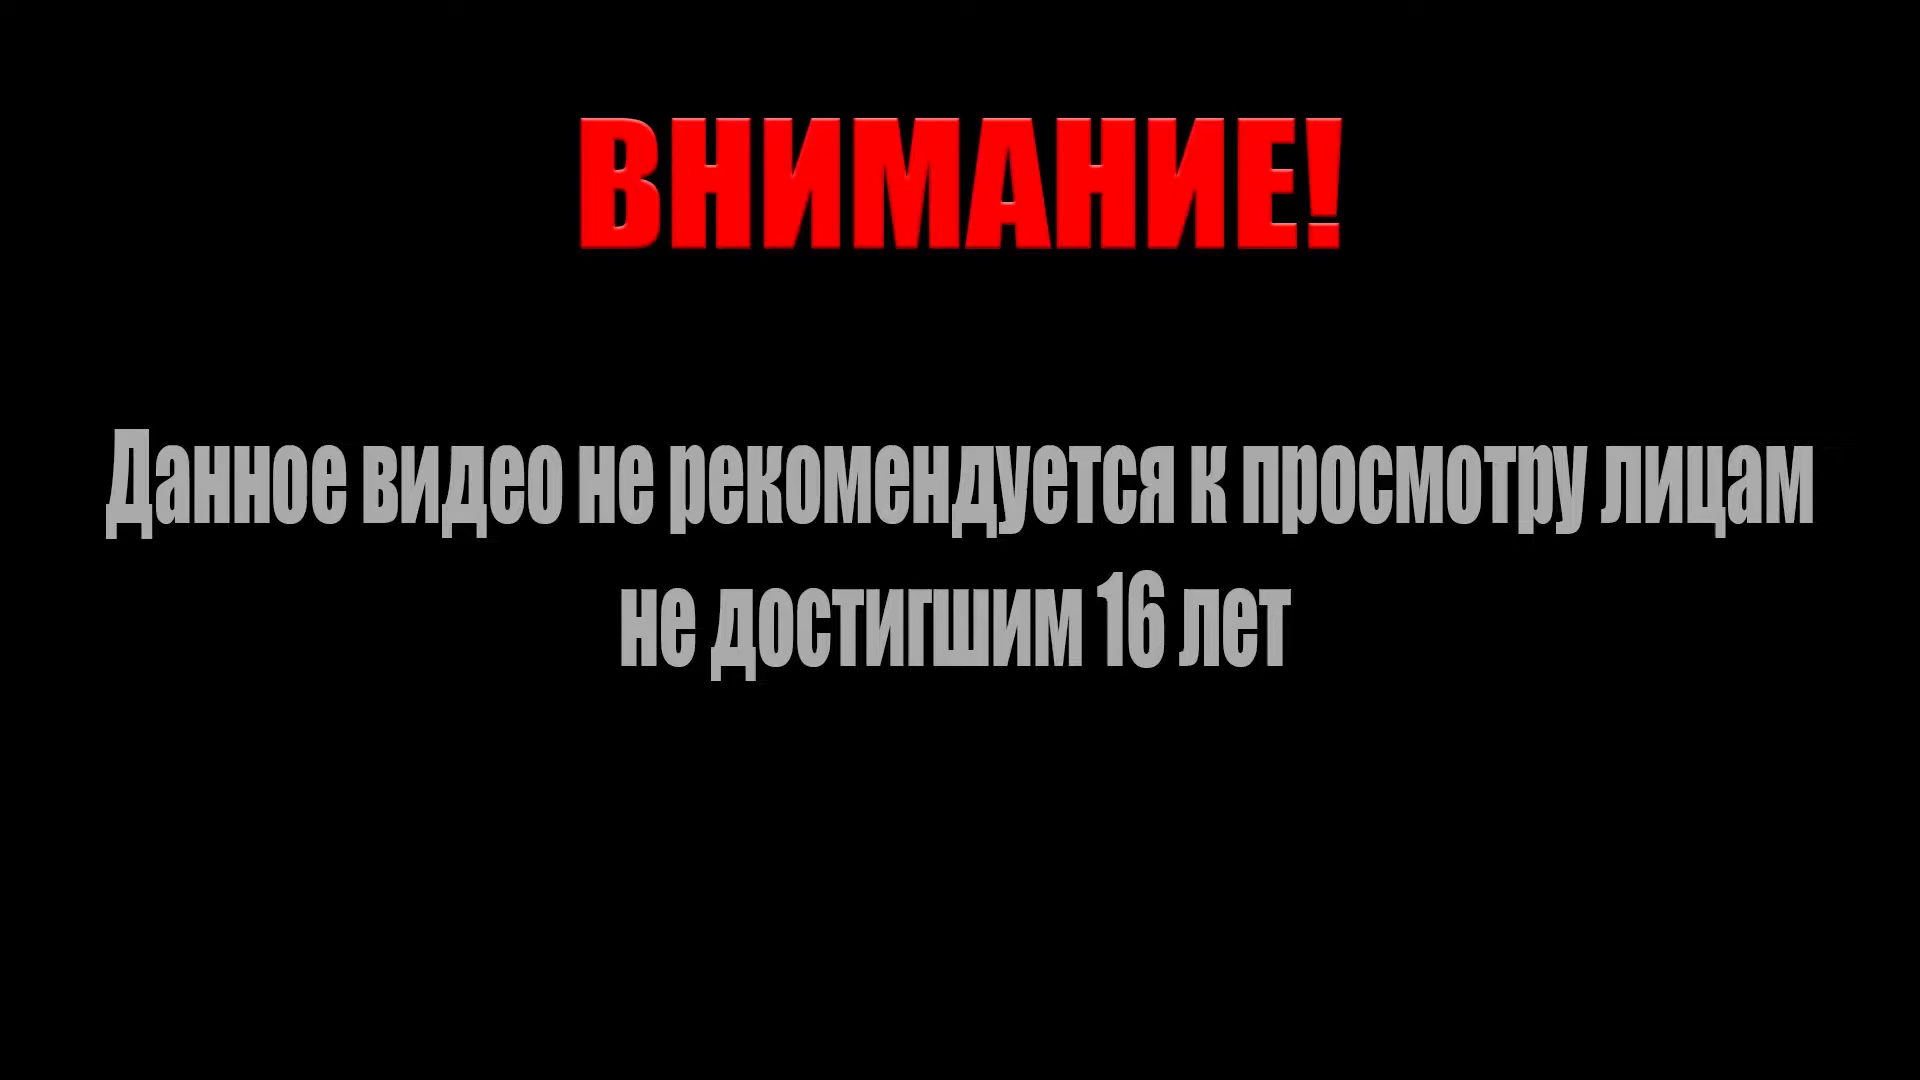 ВНИМАНИЕ!
Данное видео не рекомендуется к просмотру лицам
не достигшим 16 лет